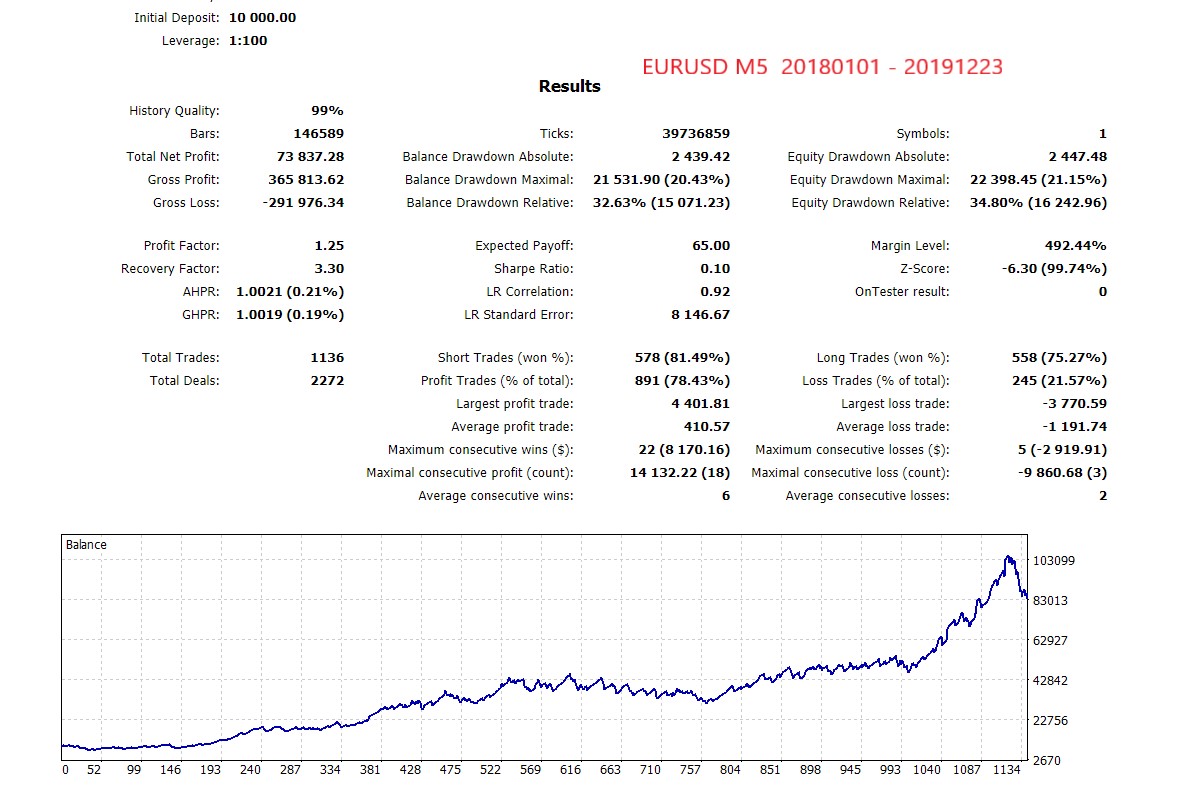 Initial Deposit: 10 000.00
Leverage: 1:100
EURUSD M5 20180101 - 20191223
Results
History Quality: 99%
Bars: 146589 Ticks: 39736859 Symbols: 1
Total Net Profit: 73 837.28 Balance Drawdown Absolute: 2 439.42 Equity Drawdown Absolute: 2 447.48
Gross Profit: 365 813.62 Balance Drawdown Maximal: 21 531.90 (20.43%) Equity Drawdown Maximal: 22 398.45 (21.15%)
Gross Loss: -291 976.34 Balance Drawdown Relative: 32.63% (15 071.23) Equity Drawdown Relative: 34.80% (16 242.96)
Profit Factor: 1.25 Expected Payoff: 65.00 Margin Level: 492.44%
Recovery Factor: 3.30 Sharpe Ratio: 0.10 Z-Score: -6.30 (99.74%)
AHPR: 1.0021 (0.21%) LR Correlation: 0.92 OnTester result: 0
GHPR: 1.0019 (0.19%) LR Standard Error: 8 146.67
Total Trades: 1136 Short Trades (won %): 578 (81.49%) Long Trades (won %): 558 (75.27%)
Total Deals: 2272 Profit Trades (% of total): 891 (78.43%) Loss Trades (% of total): 245 (21.57%)
Largest profit trade: 4 401.81 Largest loss trade: -3 770.59
Average profit trade: 410.57 Average loss trade: -1 191.74
Maximum consecutive wins ($): 22 (8 170.16) Maximum consecutive losses ($): 5 (-2 919.91)
Maximal consecutive profit (count): 14 132.22 (18) Maximal consecutive loss (count): -9 860.68 (3)
Average consecutive wins: 6 Average consecutive losses: 2
Balance
103099
83013
62927
42842
22756
2670
0 52 99 146 193 240 287 334 381 428 475 522 569 616 663 710 757 804 851 898 945 993 1040 1087 1134